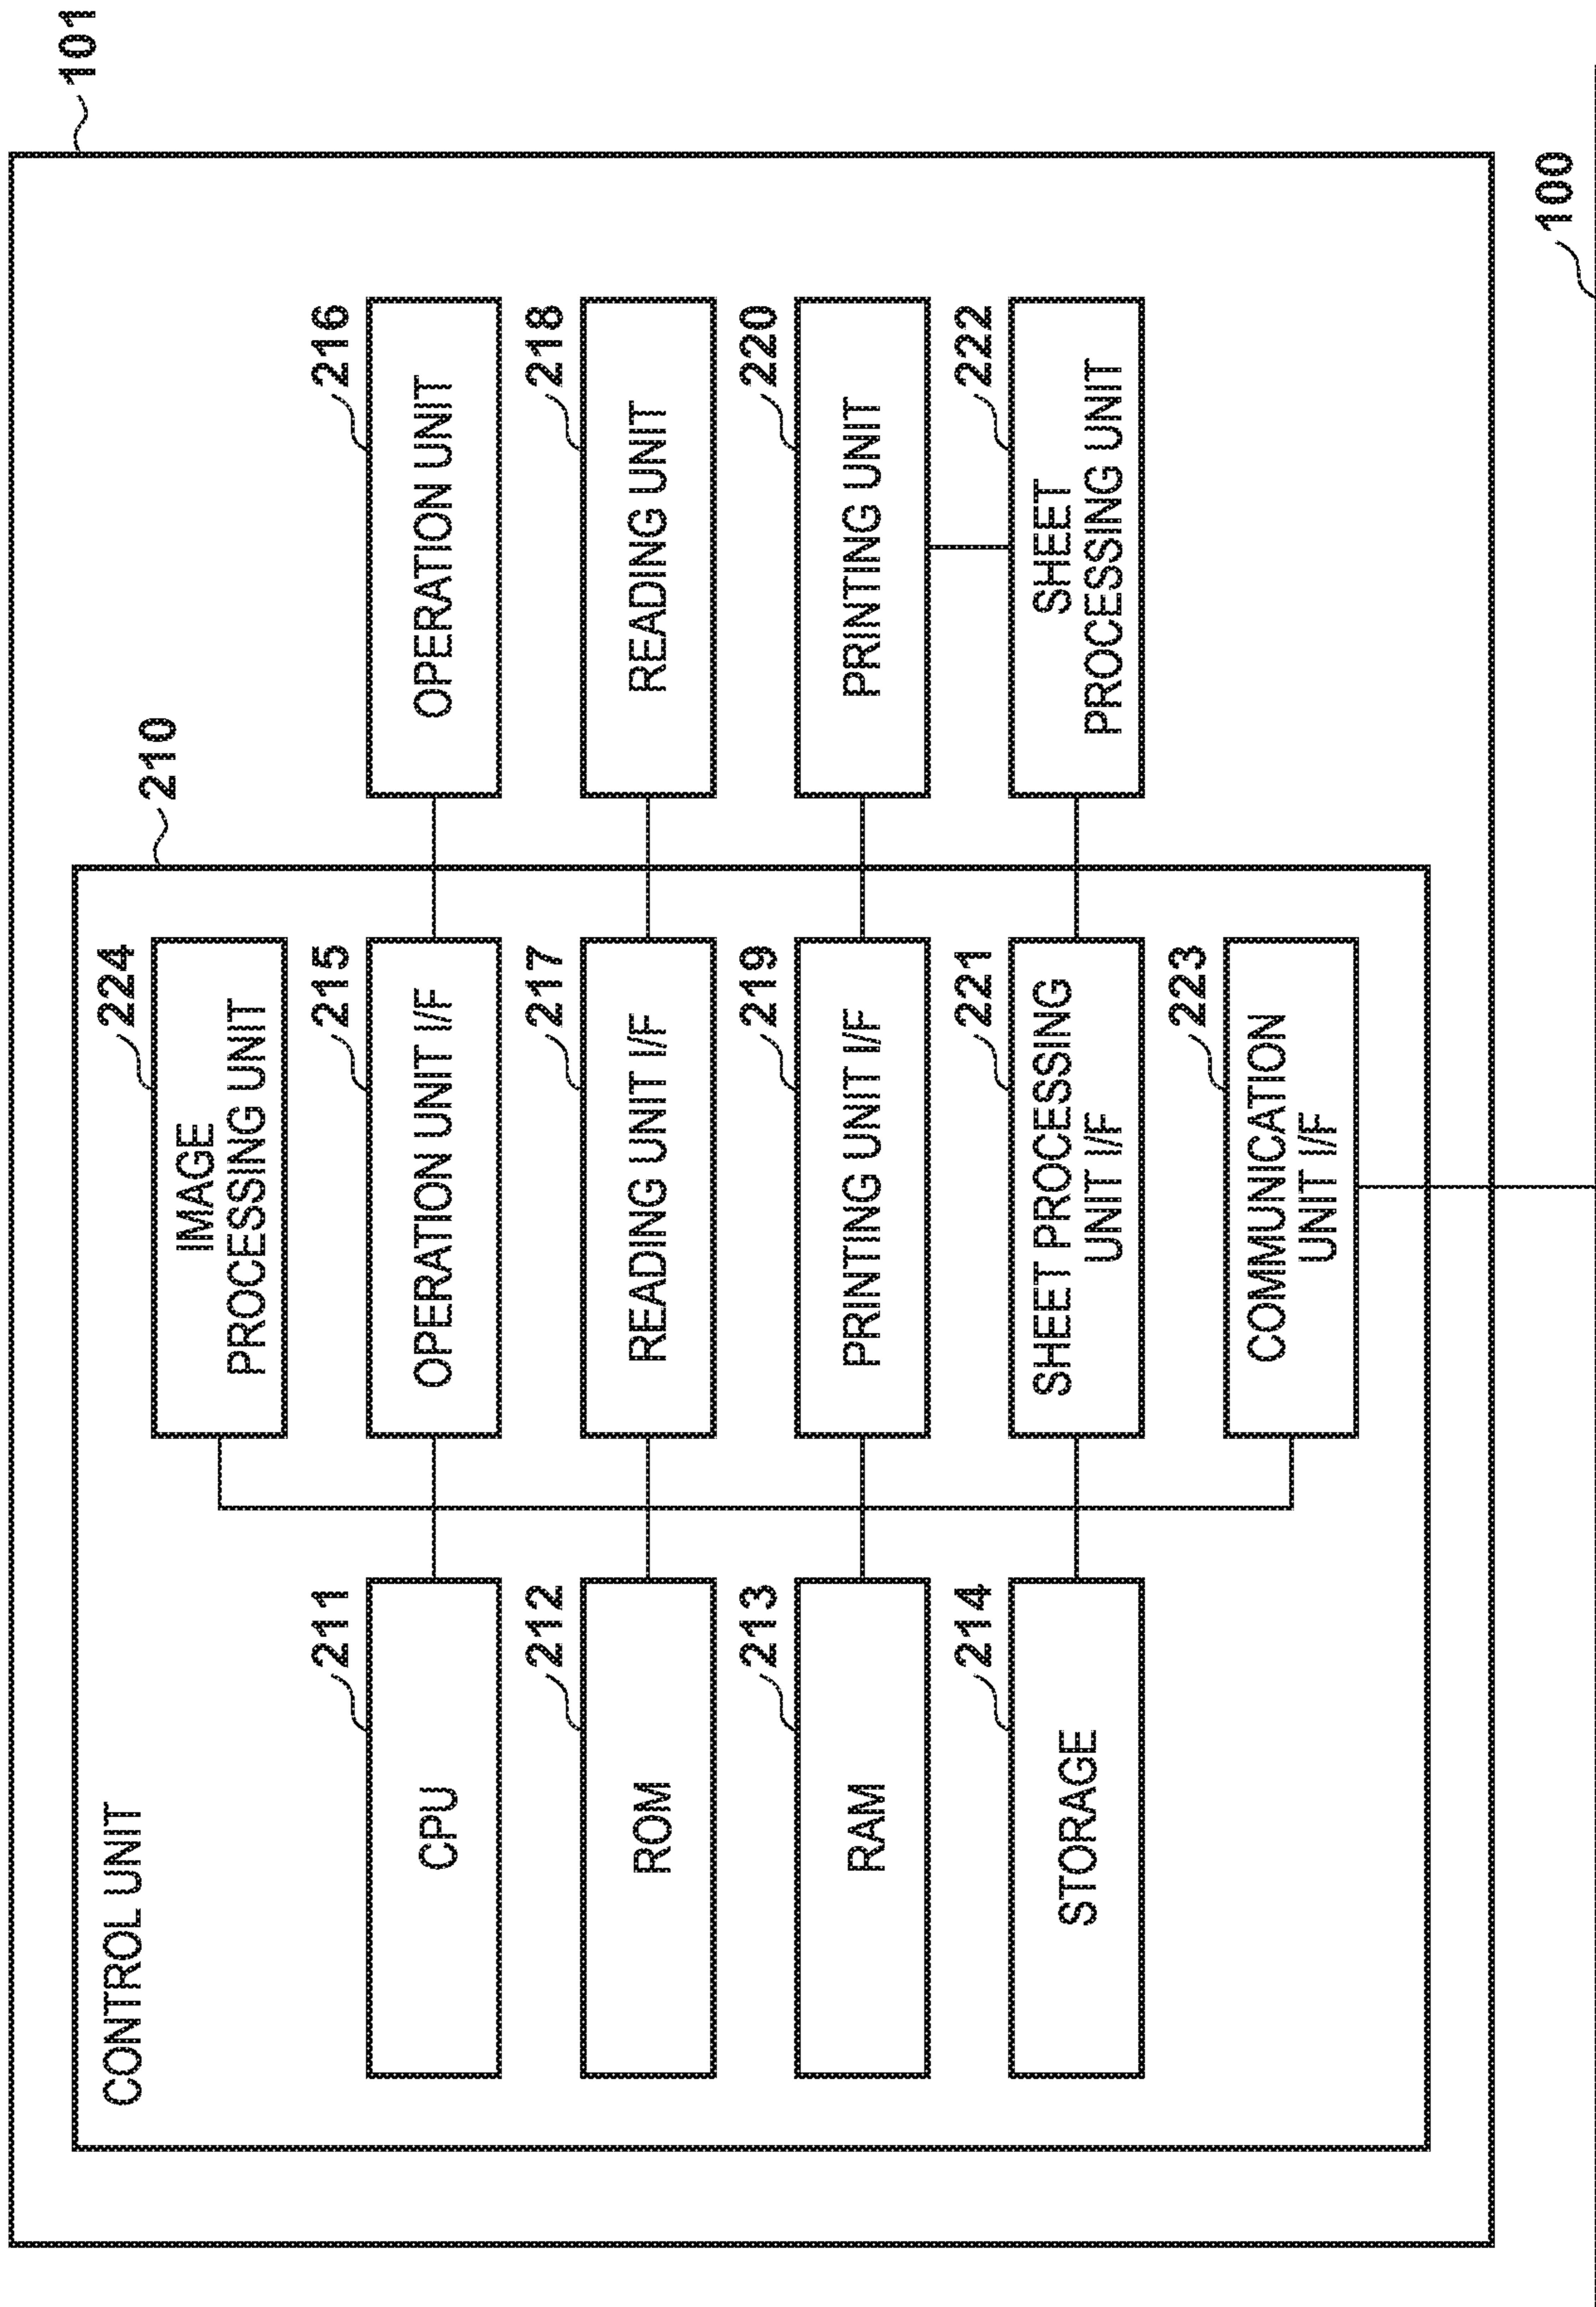 101
210
CONTROL UNIT
224
IMAGE
PROCESSING UNIT
211
CPU
215
OPERATION UNIT I/F
216
OPERATION UNIT
212
ROM
217
READING UNIT I/F
218
READING UNIT
213
RAM
219
PRINTING UNIT I/F
220
PRINTING UNIT
214
STORAGE
221
SHEET PROCESSING
UNIT I/F
222
SHEET
PROCESSING UNIT
223
COMMUNICATION
UNIT I/F
100